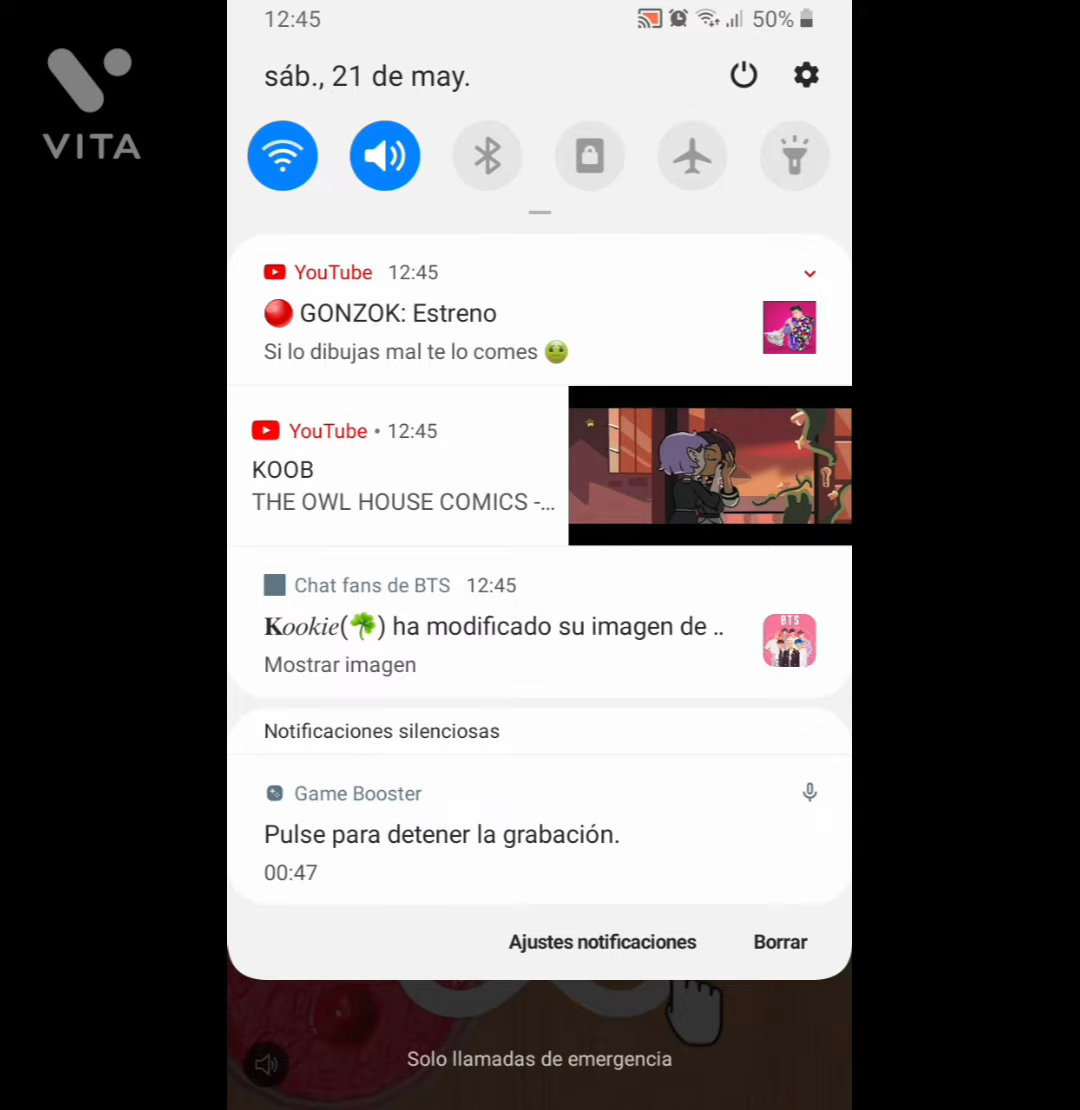 VITA
12:45
50%
sáb., 21 de may.
YouTube 12:45
GONZOK: Estreno
Si lo dibujas mal te lo comes 🤢
YouTube • 12:45
KOOB
THE OWL HOUSE COMICS -...
Chat fans de BTS 12:45
𝐊𝑜𝑜𝑘𝑖𝑒(☘) ha modificado su imagen de ..
BTS
Mostrar imagen
Notificaciones silenciosas
Game Booster
Pulse para detener la grabación.
00:47
Ajustes notificaciones Borrar
Solo llamadas de emergencia